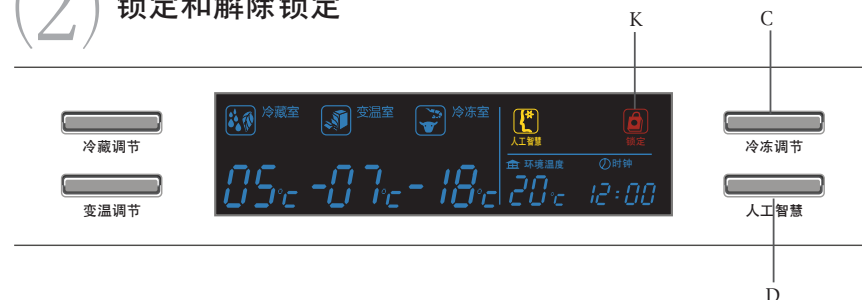 (2) 锁定和解除锁定
K C
冷藏室 变温室 冷冻室
人工智慧 锁定
冷藏调节 冷冻调节
环境温度 时钟
05°C -07°C -18°C 20°C 12:00
变温调节 人工智慧
D